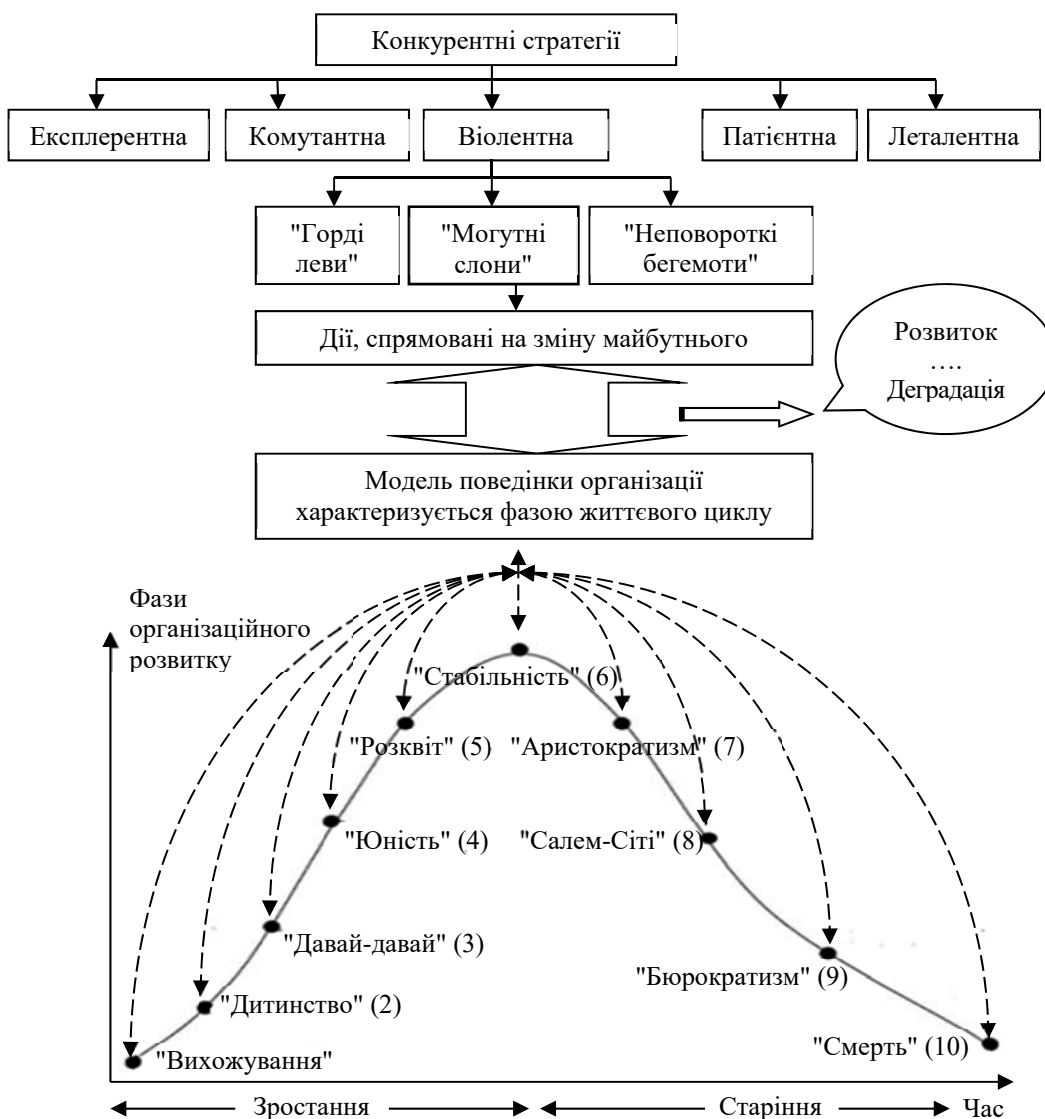 Конкурентні стратегії
Експлерентна
Комутантна
Віолентна
Патієнтна
Леталентна
"Горді
леви"
"Могутні
слони"
"Неповороткі
бегемоти"
Дії, спрямовані на зміну майбутнього
Розвиток
….
Деградація
Модель поведінки організації
характеризується фазою життєвого циклу
Фази
організаційного
розвитку
"Стабільність" (6)
"Розквіт" (5)
"Аристократизм" (7)
"Юність" (4)
"Салем-Сіті" (8)
"Давай-давай" (3)
"Бюрократизм" (9)
"Дитинство" (2)
"Смерть" (10)
"Вихожування"
Зростання
Старіння
Час